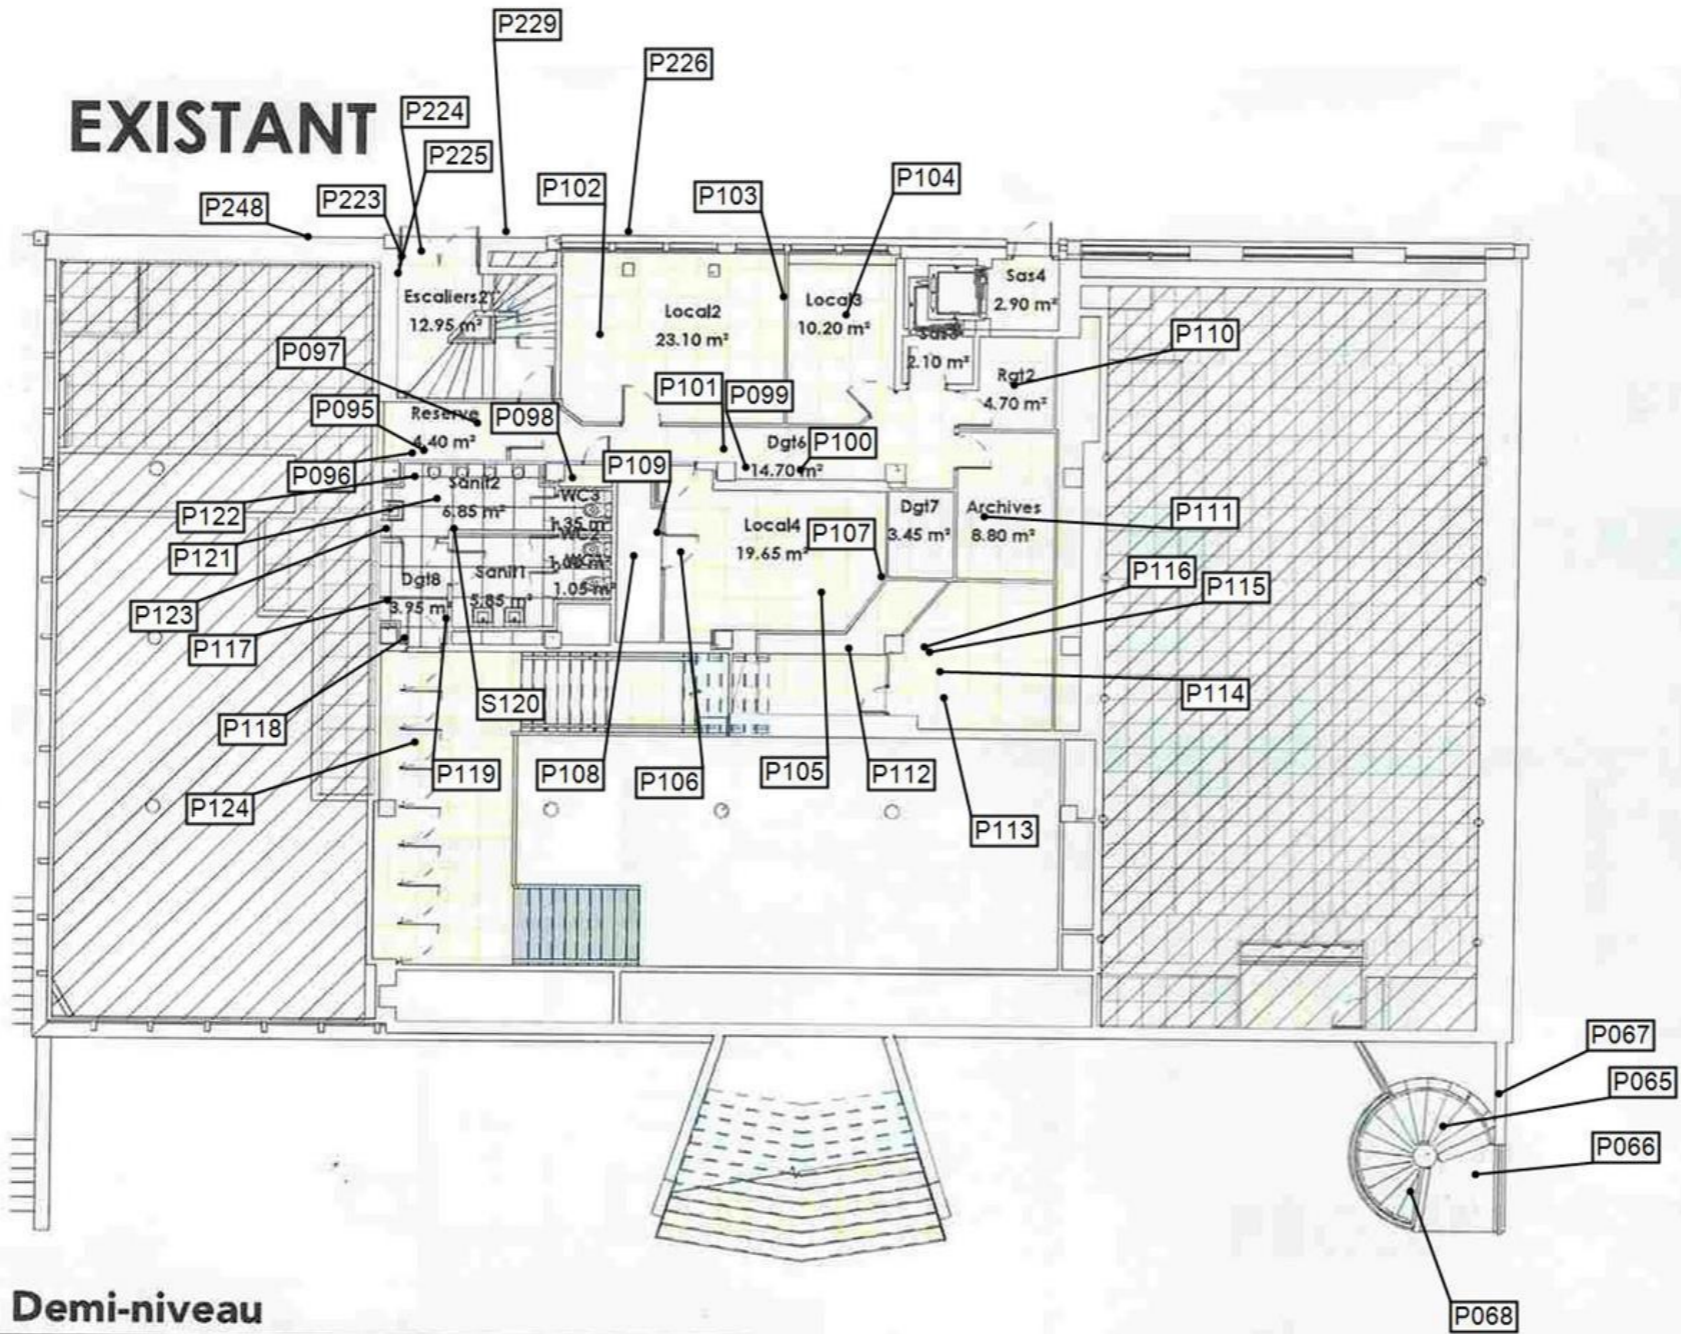 P229
P226
EXISTANT
P224
P225
P102
P103
P104
P248
P223
Sas4
2.90 m²
Escaliers2
12.95 m²
Local2
23.10 m²
Local3
10.20 m²
P097
2.10 m²
P110
Rgt2
4.70 m²
P101
P099
P095
Reserve
4.40 m²
P098
Dgt6
14.70 m²
P100
P096
P109
Sanit2
6.85 m²
WC3
1.35 m²
WC2
1.05 m²
P122
P121
Local4
19.65 m²
P107
Dgt7
3.45 m²
Archives
8.80 m²
P111
P116
P115
P123
Dgt8
3.95 m²
Sanit1
5.85 m²
P117
S120
P114
P118
P119
P108
P106
P105
P112
P124
P113
P067
P065
P066
P068
Demi-niveau